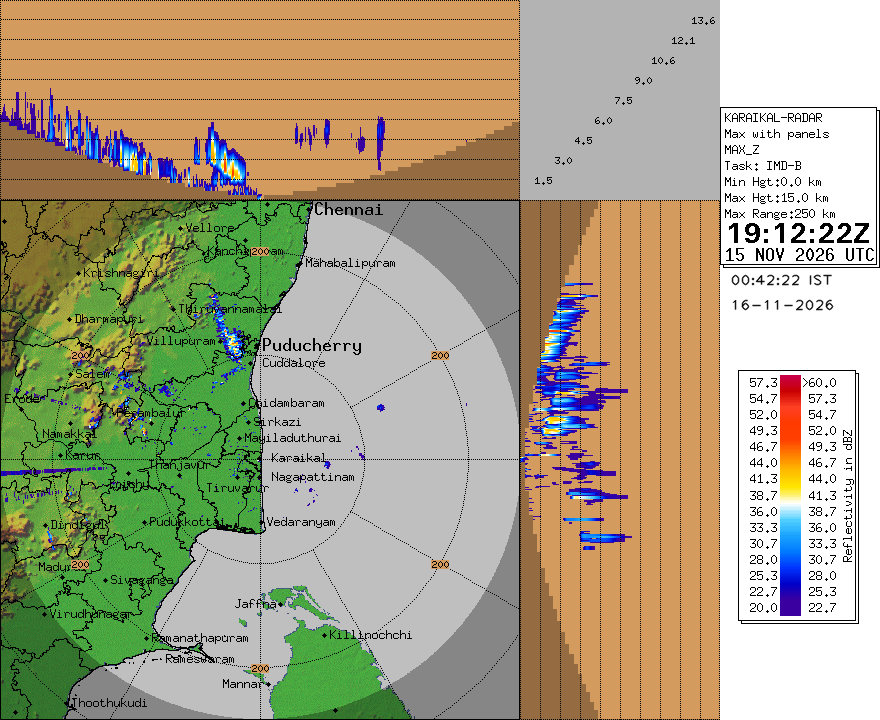 13.6
12.1
10.6
9.0
7.5
6.0
4.5
3.0
1.5
KARAIKAL-RADAR
Max with panels
MAX_Z
Task: IMD-B
Min Hgt:0.0 km
Max Hgt:15.0 km
Max Range:250 km
19:12:22Z
15 NOV 2026 UTC
00:42:22 IST
16-11-2026
Chennai
Vellore
200
Mahabalipuram
Krishnagiri
Thiruvannamalai
Dharmapuri
Villupuram
Puducherry
200
200
Cuddalore
Salem
Erode
Chidambaram
Perambalur
Sirkazi
Namakkal
Mayiladuthurai
Karur
Karaikal
Thanjavur
Nagapattinam
Tiruvarur
Pudukkottai
Vedaranyam
Dindigul
200
200
Sivaganga
Jaffna
Virudhunagar
Ramanathapuram
Killinochchi
Rameswaram
200
Mannar
Thoothukudi
57.3 >60.0
54.7 57.3
52.0 54.7
49.3 52.0
46.7 49.3
44.0 46.7
41.3 44.0
38.7 41.3
36.0 38.7
33.3 36.0
30.7 33.3
28.0 30.7
25.3 28.0
22.7 25.3
20.0 22.7
Reflectivity in dBZ